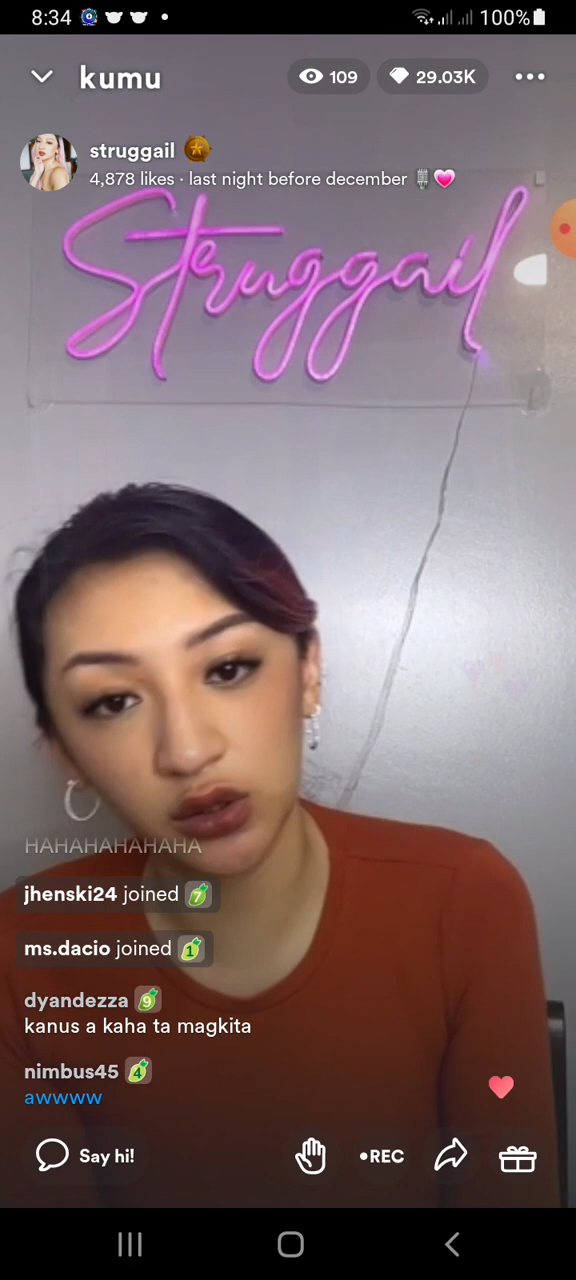 8:34
100%
kumu
109
29.03K
struggail
4,878 likes · last night before december 🎙️💗
Struggail
HAHAHAHAHAHA
jhenski24 joined 7
ms.dacio joined 1
dyandezza 9
kanus a kaha ta magkita
nimbus45 4
awwww
Say hi!
•REC